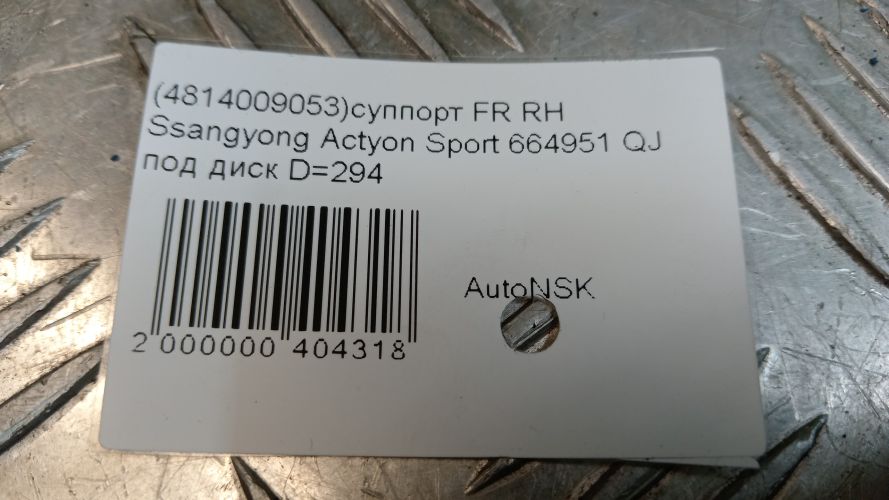 (4814009053)суппорт FR RH
Ssangyong Actyon Sport 664951 QJ
под диск D=294
AutoNSK
2 000000 404318